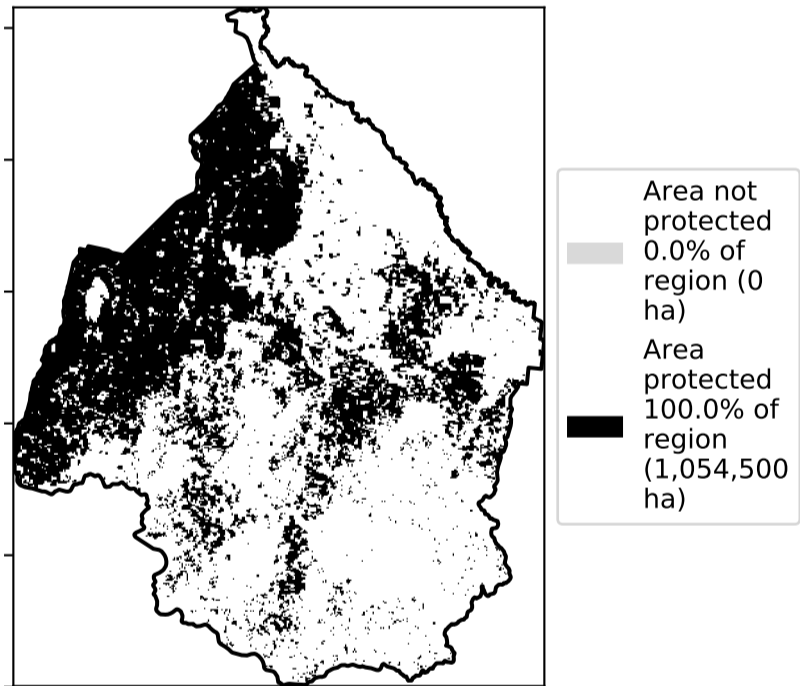 Area not
protected
0.0% of
region (0
ha)
Area
protected
100.0% of
region
(1,054,500
ha)